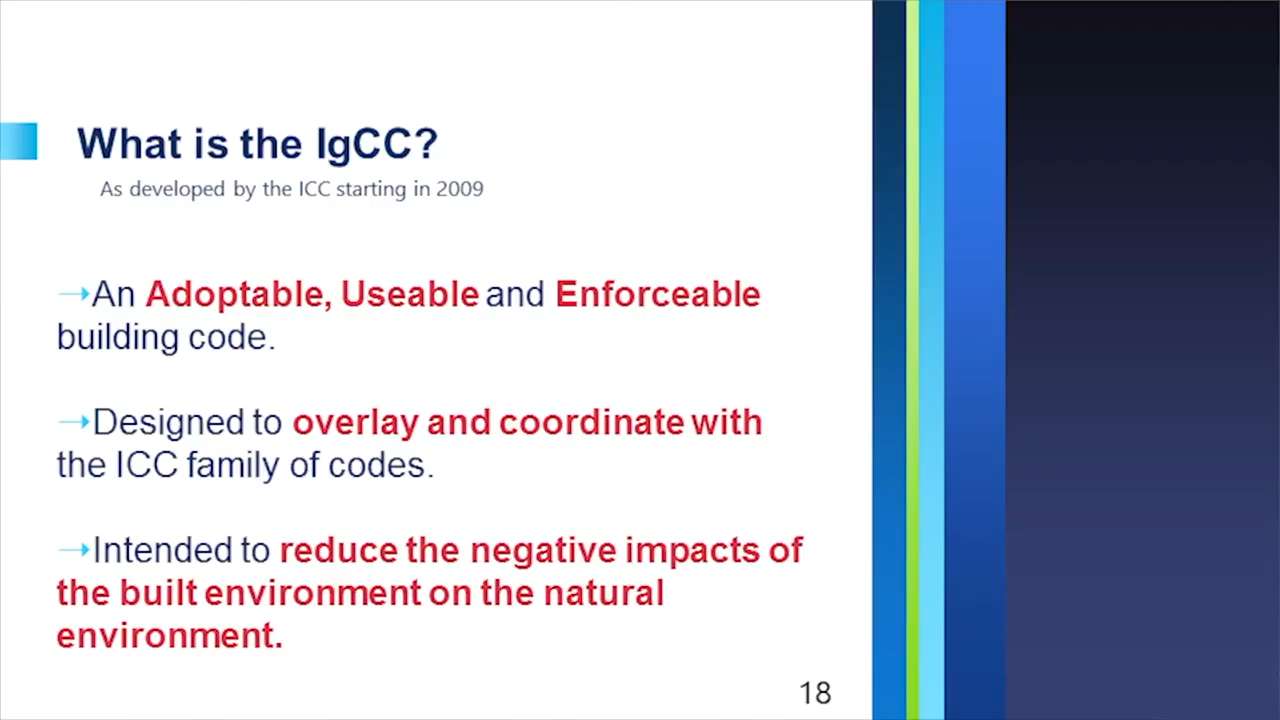 What is the IgCC?
As developed by the ICC starting in 2009
→An Adoptable, Useable and Enforceable
building code.
→Designed to overlay and coordinate with
the ICC family of codes.
→Intended to reduce the negative impacts of
the built environment on the natural
environment.
18